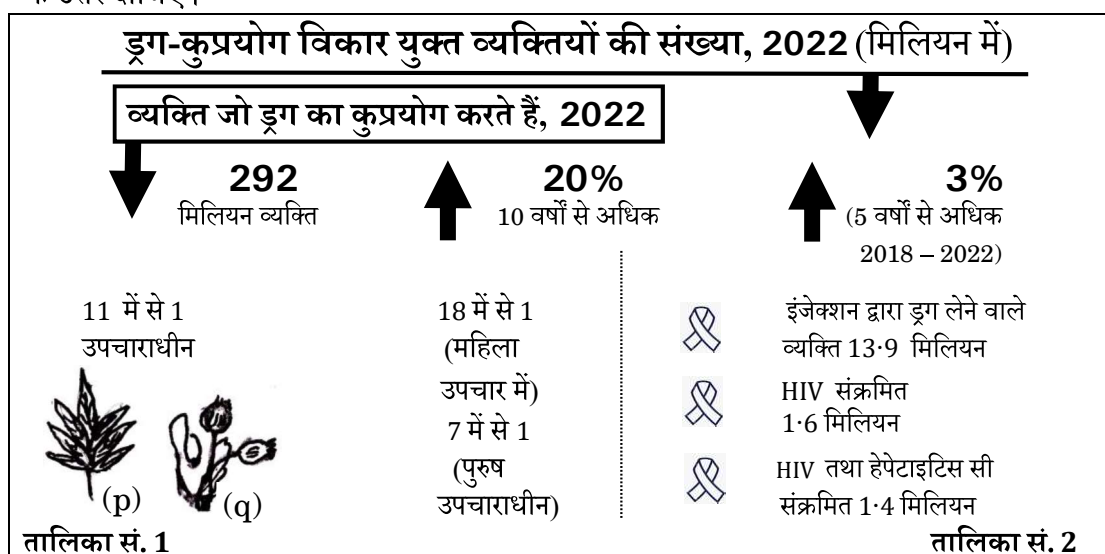 ड्रग-कुप्रयोग विकार युक्त व्यक्तियों की संख्या, 2022 (मिलियन में)
व्यक्ति जो ड्रग का कुप्रयोग करते हैं, 2022
292
मिलियन व्यक्ति
20%
10 वर्षों से अधिक
3%
(5 वर्षों से अधिक
2018 – 2022)
11 में से 1
उपचाराधीन
(p)
(q)
18 में से 1
(महिला
उपचार में)
7 में से 1
(पुरुष
उपचाराधीन)
इंजेक्शन द्वारा ड्रग लेने वाले
व्यक्ति 13·9 मिलियन
HIV संक्रमित
1·6 मिलियन
HIV तथा हेपेटाइटिस सी
संक्रमित 1·4 मिलियन
तालिका सं. 1
तालिका सं. 2